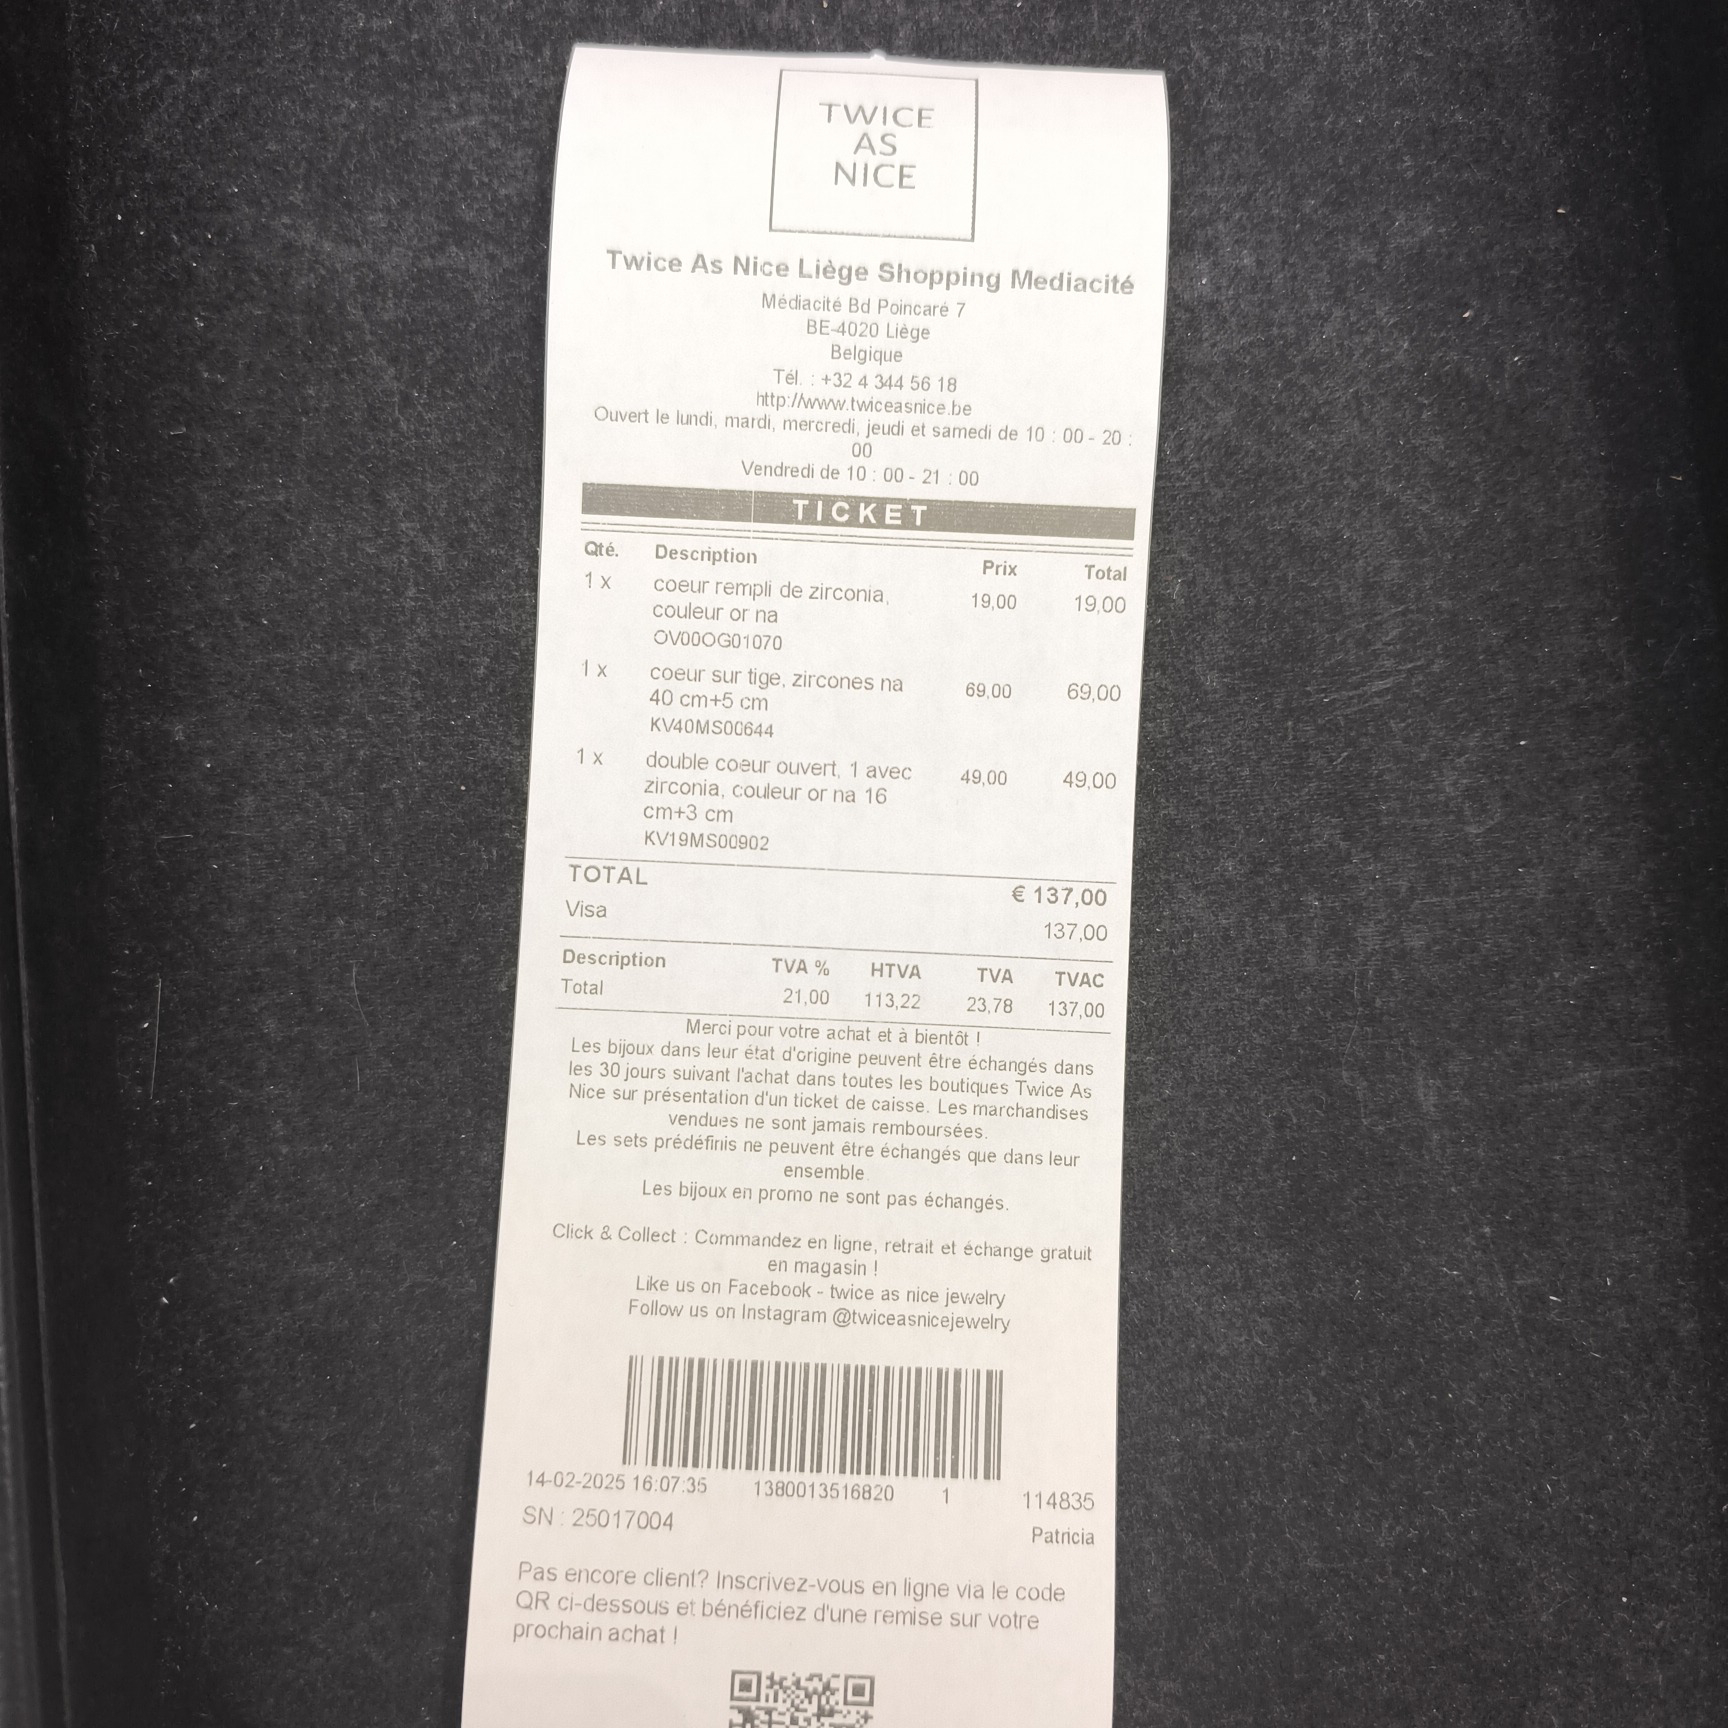 TWICE
AS
NICE
Twice As Nice Liège Shopping Mediacité
Médiacité Bd Poincaré 7
BE-4020 Liège
Belgique
Tél. : +32 4 344 56 18
http://www.twiceasnice.be
Ouvert le lundi, mardi, mercredi, jeudi et samedi de 10 : 00 - 20 :
00
Vendredi de 10 : 00 - 21 : 00
TICKET
Qté. Description Prix Total
1 x coeur rempli de zirconia, 19,00 19,00
couleur or na
OV00OG01070
1 x coeur sur tige, zircones na 69,00 69,00
40 cm+5 cm
KV40MS00644
1 x double coeur ouvert, 1 avec 49,00 49,00
zirconia, couleur or na 16
cm+3 cm
KV19MS00902
TOTAL € 137,00
Visa 137,00
Description TVA % HTVA TVA TVAC
Total 21,00 113,22 23,78 137,00
Merci pour votre achat et à bientôt !
Les bijoux dans leur état d'origine peuvent être échangés dans
les 30 jours suivant l'achat dans toutes les boutiques Twice As
Nice sur présentation d'un ticket de caisse. Les marchandises
vendues ne sont jamais remboursées.
Les sets prédéfinis ne peuvent être échangés que dans leur
ensemble.
Les bijoux en promo ne sont pas échangés.
Click & Collect : Commandez en ligne, retrait et échange gratuit
en magasin !
Like us on Facebook - twice as nice jewelry
Follow us on Instagram @twiceasnicejewelry
14-02-2025 16:07:35 1380013516820 1 114835
SN : 25017004 Patricia
Pas encore client? Inscrivez-vous en ligne via le code
QR ci-dessous et bénéficiez d'une remise sur votre
prochain achat !